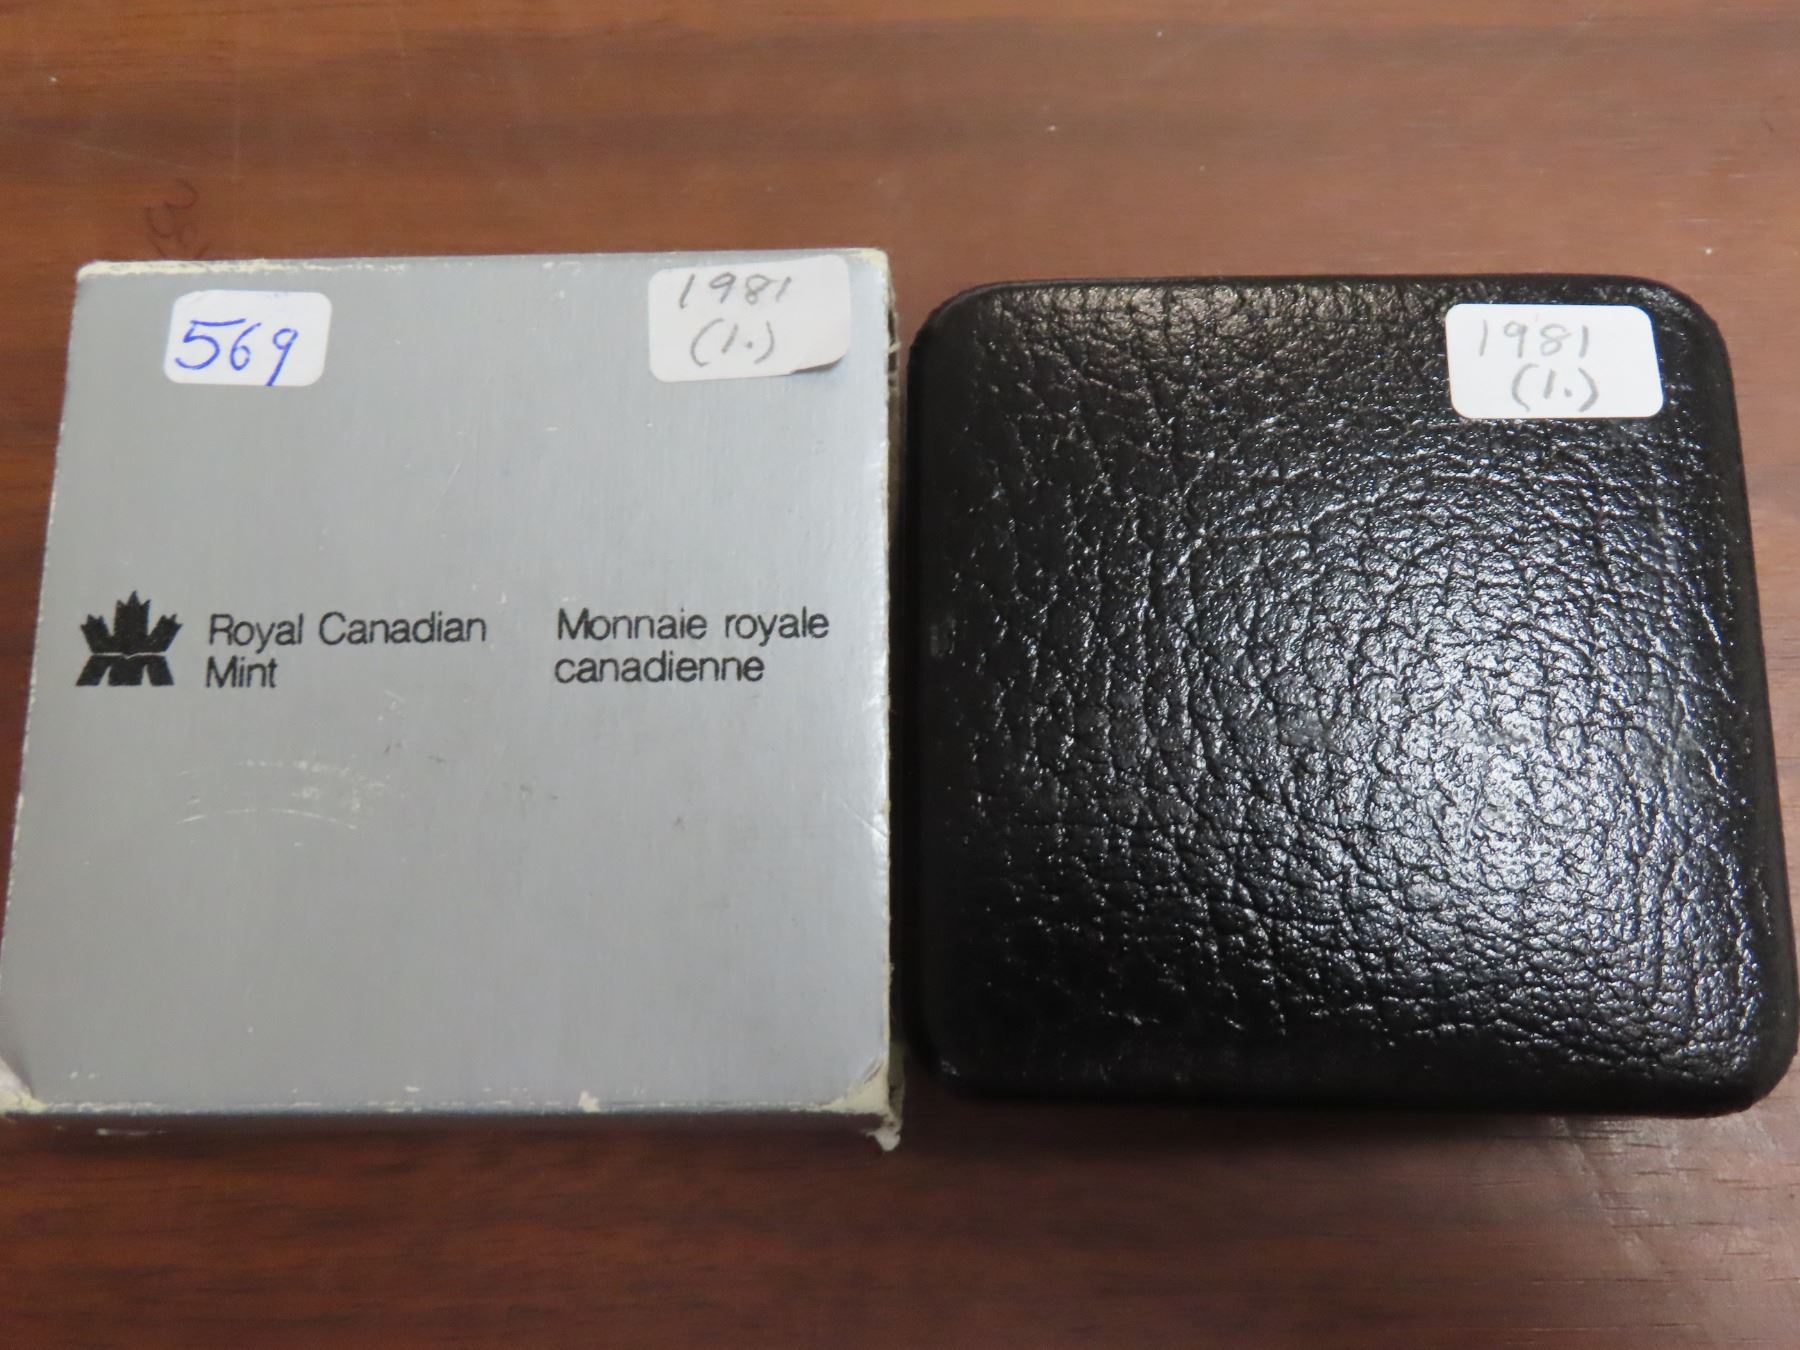 569
1981
(1.)
Royal Canadian
Mint
Monnaie royale
canadienne
1981
(1.)